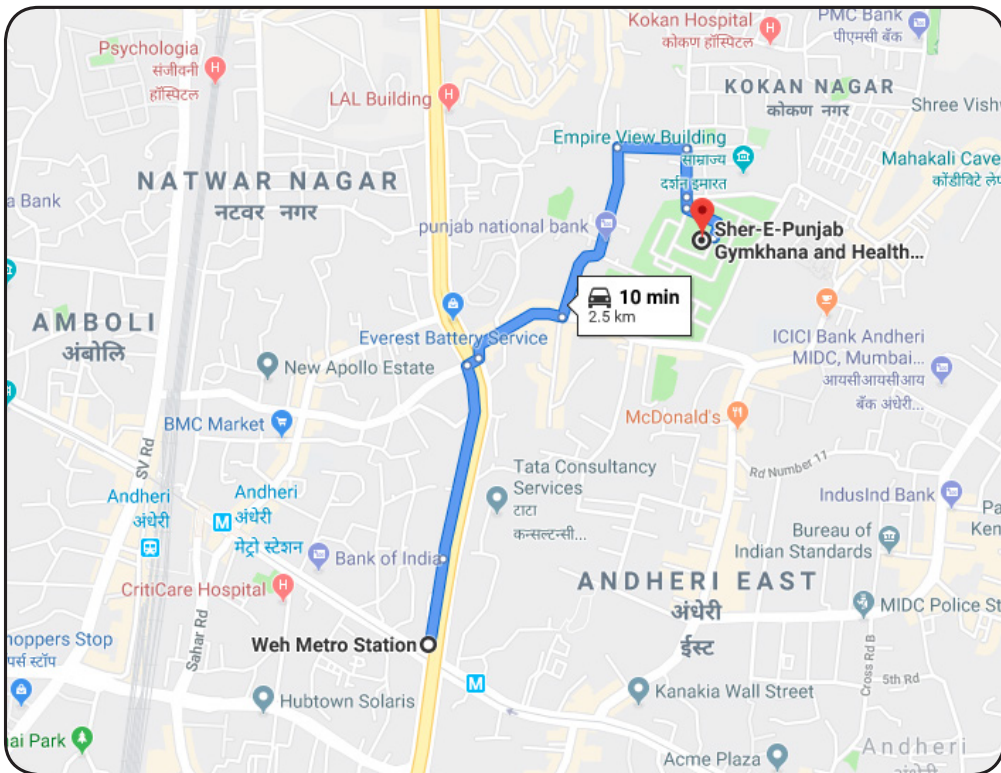 Kokan Hospital
कोकण हॉस्पिटल
PMC Bank
पीएमसी बँक
Psychologia
संजीवनी
हॉस्पिटल
LAL Building
KOKAN NAGAR
कोकण नगर
Shree Vishw
Empire View Building
साम्राज्य
दर्शन इमारत
Mahakali Cave
कोंडीविटे लेण
NATWAR NAGAR
नटवर नगर
a Bank
punjab national bank
Sher-E-Punjab
Gymkhana and Health...
10 min
2.5 km
AMBOLI
अंबोलि
Everest Battery Service
New Apollo Estate
ICICI Bank Andheri
MIDC, Mumbai...
आयसीआयसीआय
बँक अंधेरी...
BMC Market
McDonald's
SV Rd
Tata Consultancy
Services
टाटा
कन्सल्टन्सी...
Rd Number 11
IndusInd Bank
Andheri
अंधेरी
Andheri
अंधेरी
मेट्रो स्टेशन
M
Bank of India
Bureau of
Indian Standards
Pa
Ken
CritiCare Hospital
ANDHERI EAST
अंधेरी
ईस्ट
MIDC Police St
hoppers Stop
पर्स स्टॉप
Sahar Rd
Weh Metro Station
M
Cross Rd B
5th Rd
Hubtown Solaris
Kanakia Wall Street
ai Park
Acme Plaza
Andheri